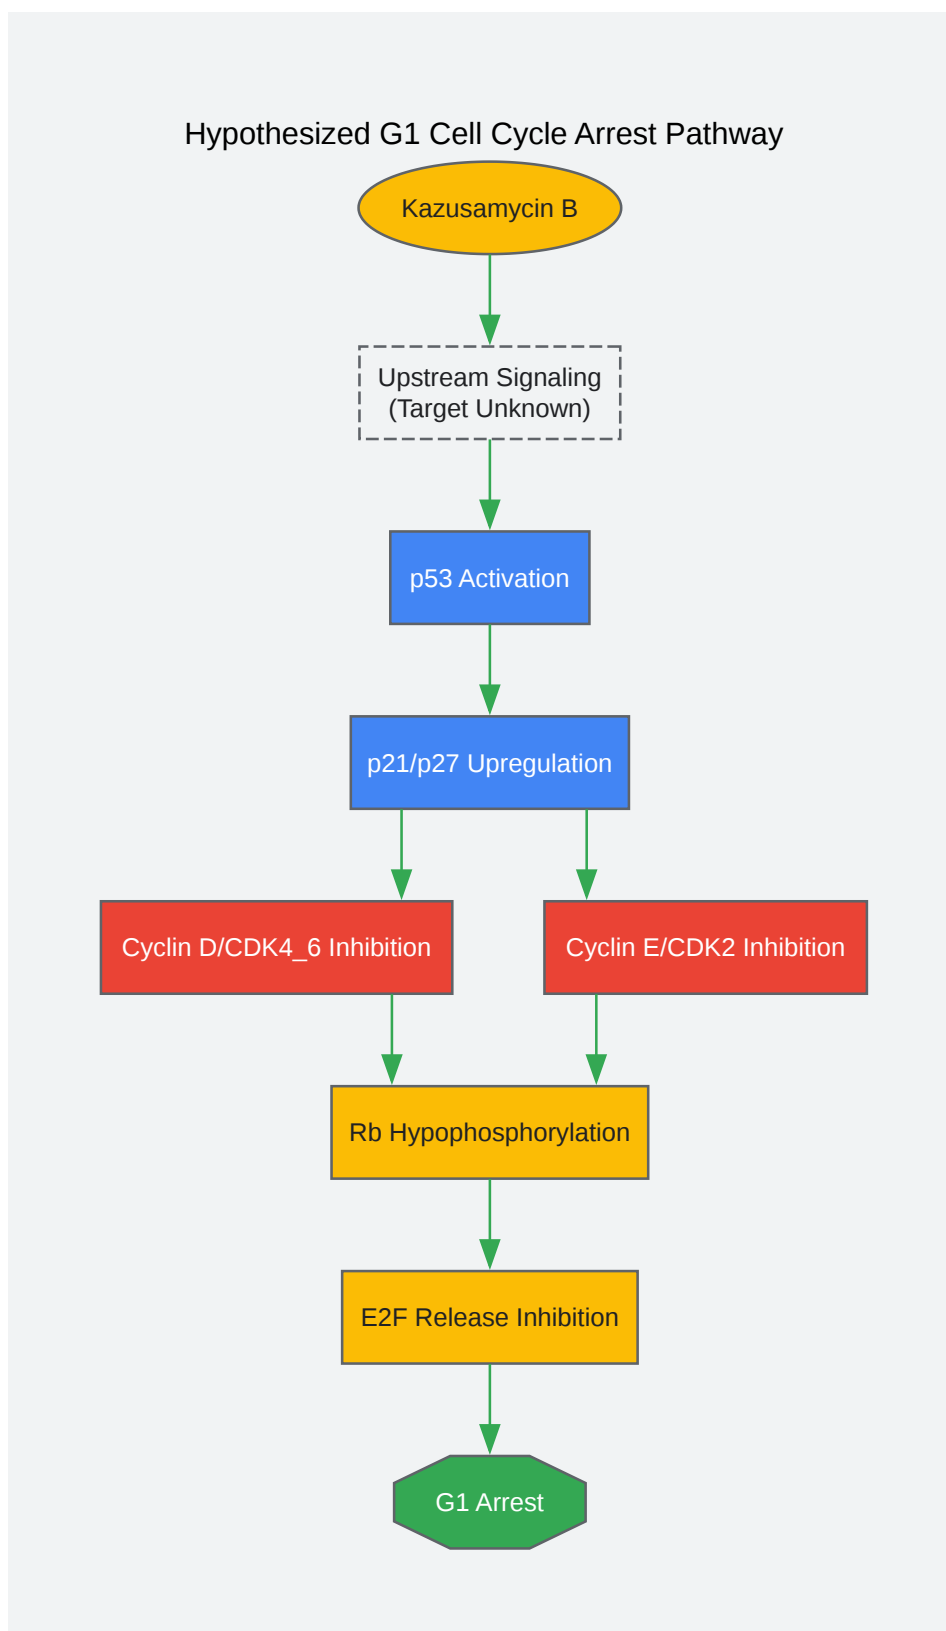 Hypothesized G1 Cell Cycle Arrest Pathway
Kazusamycin B
Upstream Signaling
(Target Unknown)
p53 Activation
p21/p27 Upregulation
Cyclin D/CDK4_6 Inhibition
Cyclin E/CDK2 Inhibition
Rb Hypophosphorylation
E2F Release Inhibition
G1 Arrest